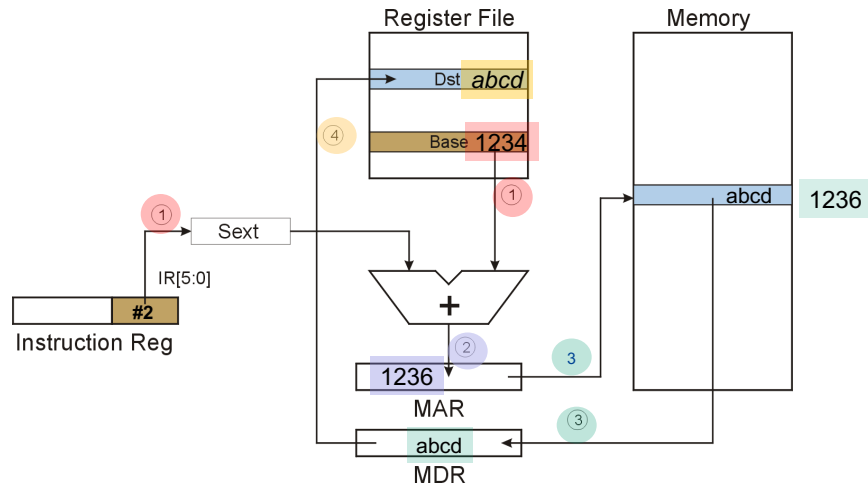 Register File
Memory
Dst abcd
④
Base 1234
①
①
abcd
1236
Sext
IR[5:0]
#2
+
Instruction Reg
②
3
1236
MAR
③
abcd
MDR